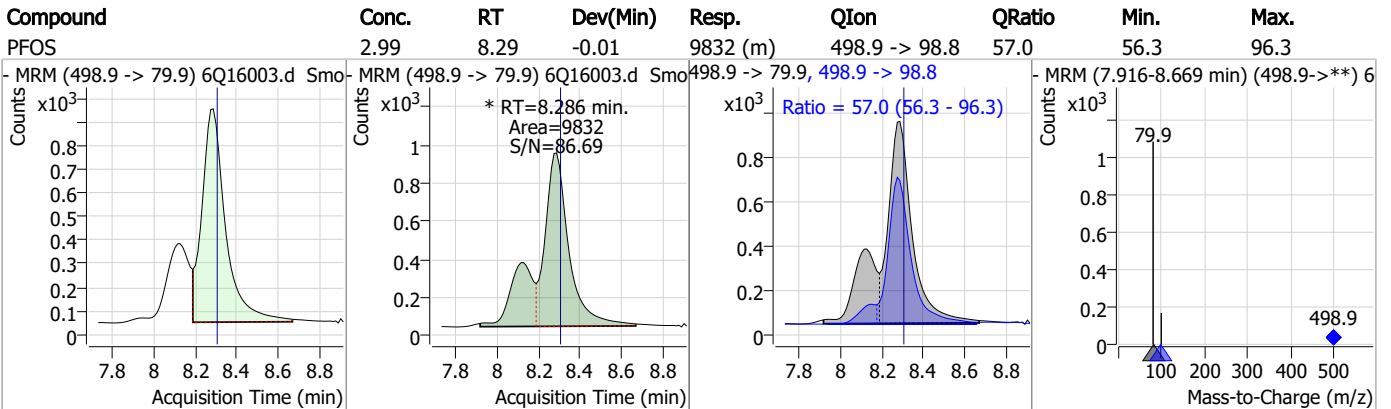 Compound Conc. RT Dev(Min) Resp. QIon QRatio Min. Max.
PFOS 2.99 8.29 -0.01 9832 (m) 498.9 -> 98.8 57.0 56.3 96.3
- MRM (498.9 -> 79.9) 6Q16003.d Smo
Counts
x10³
0.8
0.7
0.6
0.5
0.4
0.3
0.2
0.1
0
7.8 8 8.2 8.4 8.6 8.8
Acquisition Time (min)
- MRM (498.9 -> 79.9) 6Q16003.d Smo
Counts
x10³
* RT=8.286 min.
Area=9832
S/N=86.69
1
0.8
0.6
0.4
0.2
0
7.8 8 8.2 8.4 8.6 8.8
Acquisition Time (min)
498.9 -> 79.9, 498.9 -> 98.8
x10³
Ratio = 57.0 (56.3 - 96.3)
0.8
0.6
0.4
0.2
0
7.8 8 8.2 8.4 8.6 8.8
Acquisition Time (min)
- MRM (7.916-8.669 min) (498.9->**) 6
Counts
x10³
79.9
1
0.8
0.6
0.4
0.2
0
498.9
100 200 300 400 500
Mass-to-Charge (m/z)